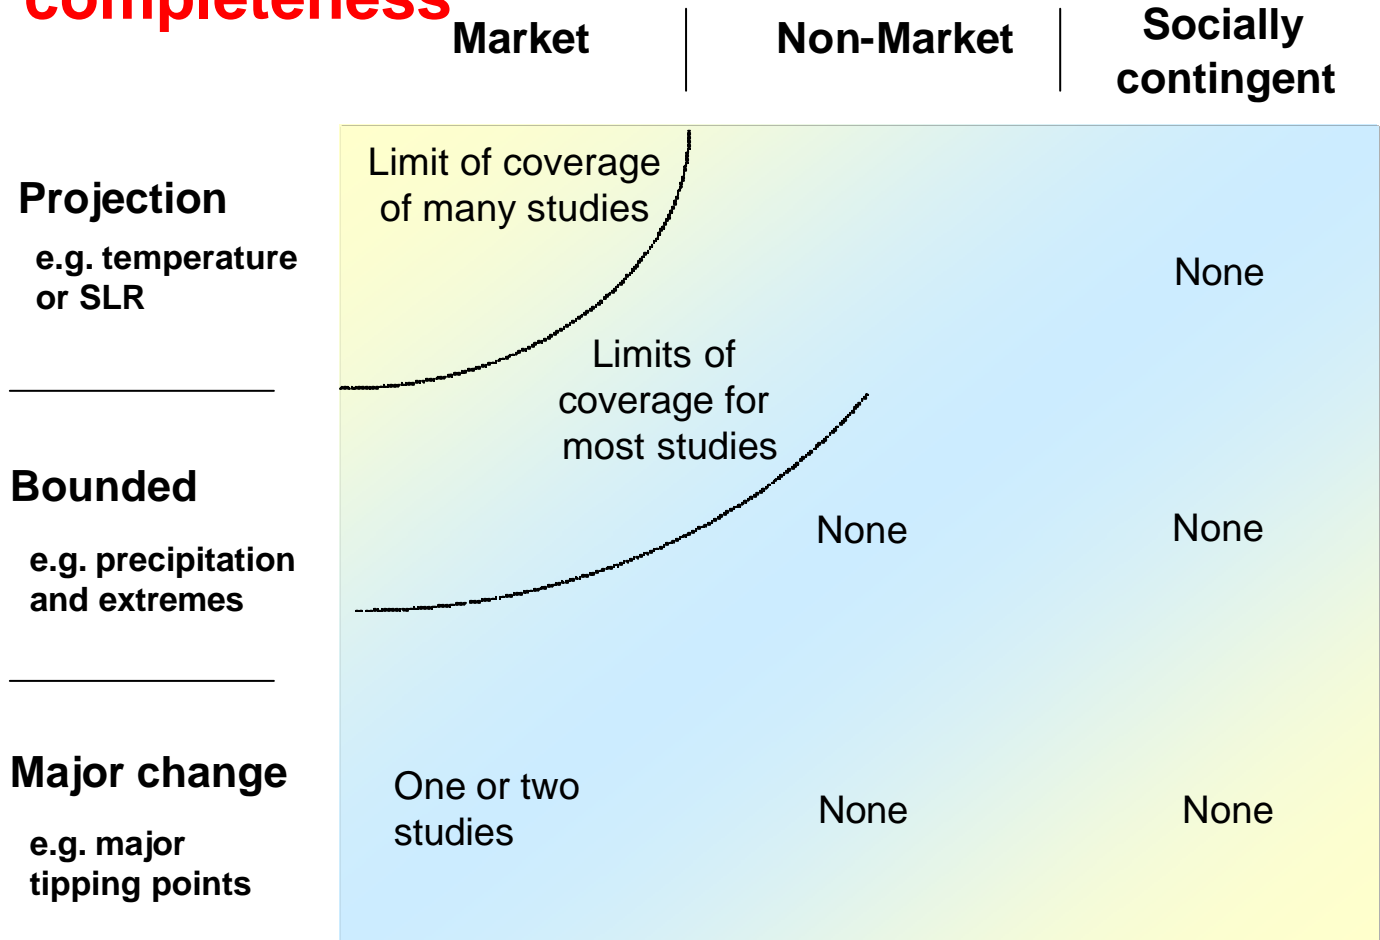 completeness
Market
Non-Market
Socially
contingent
Projection
e.g. temperature
or SLR
Limit of coverage
of many studies
None
Limits of
coverage for
most studies
Bounded
e.g. precipitation
and extremes
None
None
Major change
e.g. major
tipping points
One or two
studies
None
None